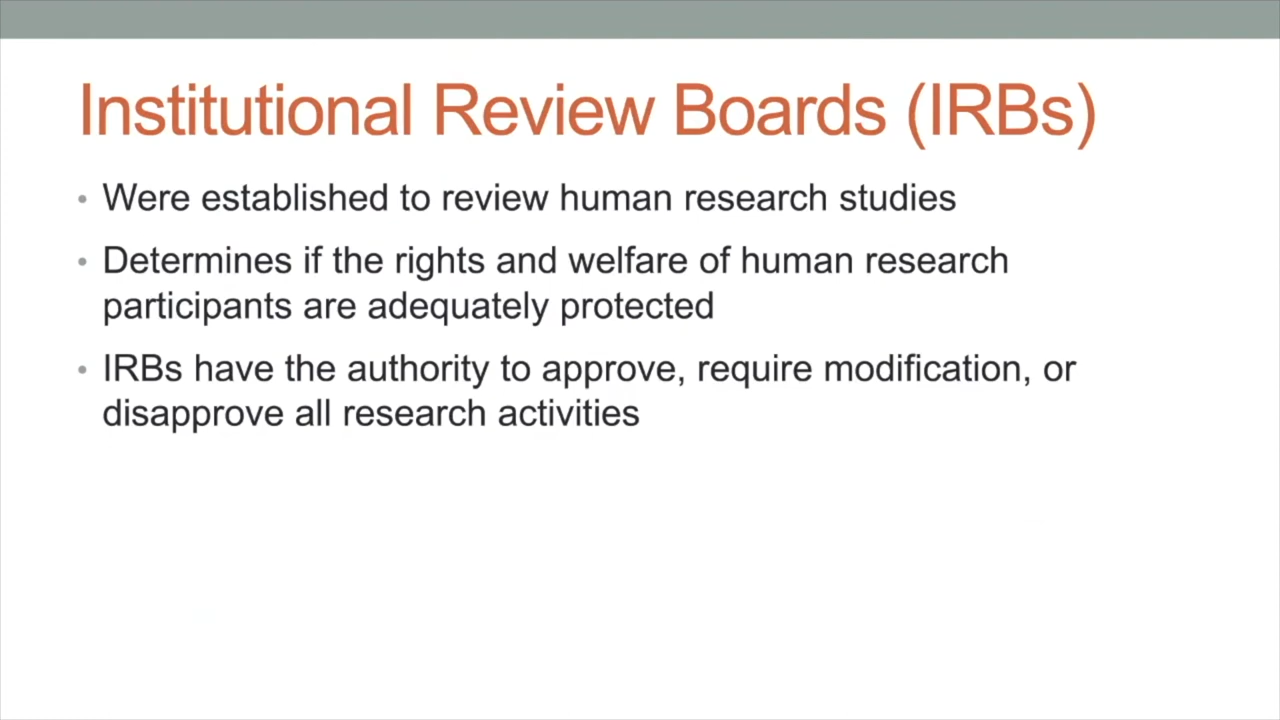 Institutional Review Boards (IRBs)
• Were established to review human research studies
• Determines if the rights and welfare of human research
participants are adequately protected
• IRBs have the authority to approve, require modification, or
disapprove all research activities